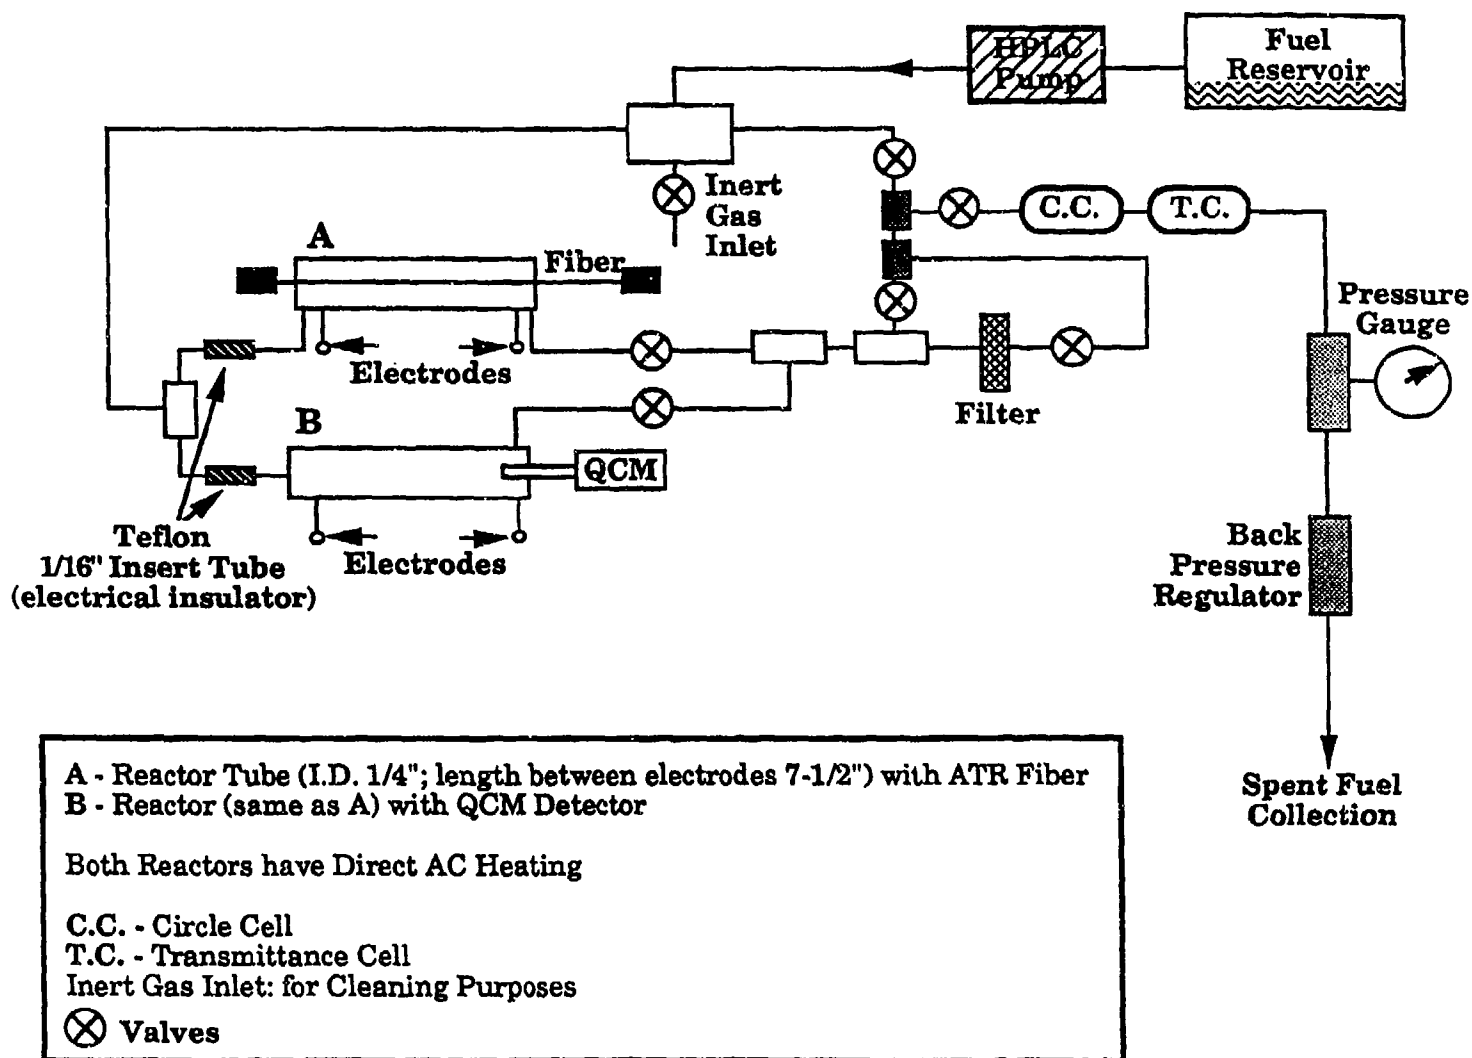 HPLC
Pump
Fuel
Reservoir
Inert
Gas
Inlet
C.C.
T.C.
A
Fiber
Electrodes
Pressure
Gauge
Filter
B
QCM
Electrodes
Teflon
1/16" Insert Tube
(electrical insulator)
Back
Pressure
Regulator
Spent Fuel
Collection
A - Reactor Tube (I.D. 1/4"; length between electrodes 7-1/2") with ATR Fiber
B - Reactor (same as A) with QCM Detector
Both Reactors have Direct AC Heating
C.C. - Circle Cell
T.C. - Transmittance Cell
Inert Gas Inlet: for Cleaning Purposes
Valves